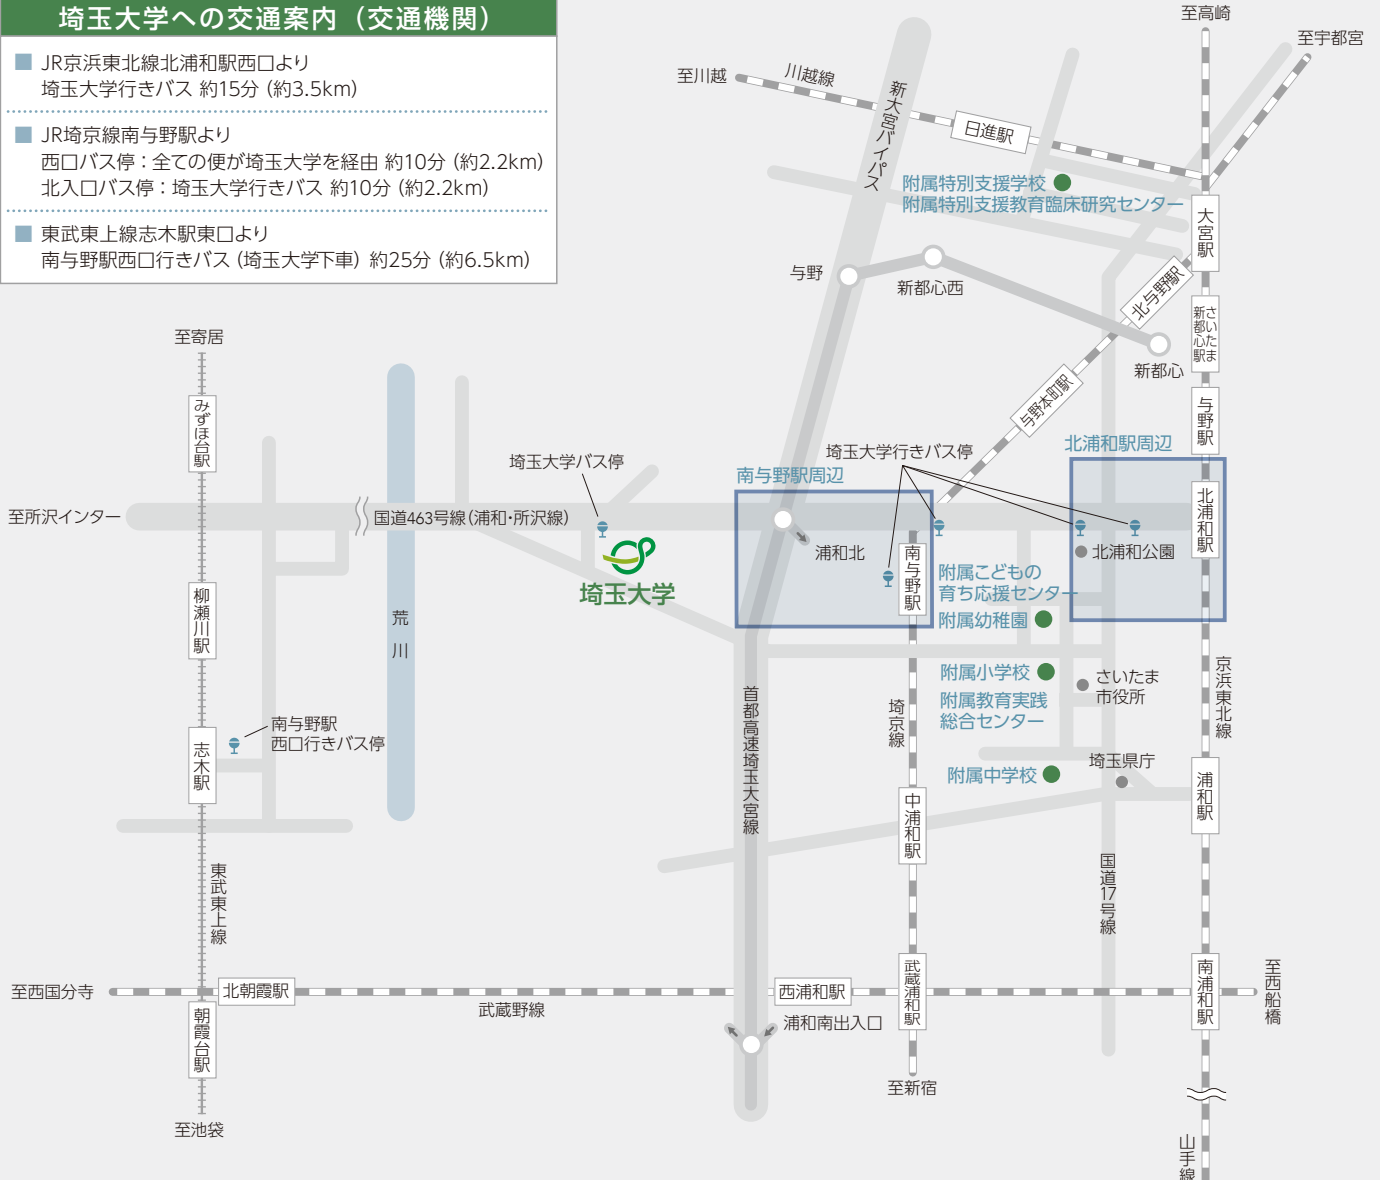 埼玉大学への交通案内（交通機関）
JR京浜東北線北浦和駅西口より
埼玉大学行きバス 約15分（約3.5km）
JR埼京線南与野駅より
西口バス停：全ての便が埼玉大学を経由 約10分（約2.2km）
北入口バス停：埼玉大学行きバス 約10分（約2.2km）
東武東上線志木駅東口より
南与野駅西口行きバス（埼玉大学下車）約25分（約6.5km）
至高崎
至宇都宮
至川越
川越線
新大宮バイパス
日進駅
附属特別支援学校
附属特別支援教育臨床研究センター
大宮駅
与野
新都心西
北与野駅
さいたま
新都心駅
新都心
与野本町駅
与野駅
至寄居
みずほ台駅
埼玉大学バス停
埼玉大学行きバス停
南与野駅周辺
北浦和駅周辺
至所沢インター
国道463号線（浦和・所沢線）
浦和北
北浦和公園
北浦和駅
南与野駅
埼玉大学
附属こどもの
育ち応援センター
附属幼稚園
柳瀬川駅
荒川
附属小学校
さいたま
市役所
附属教育実践
総合センター
京浜東北線
首都高速埼玉大宮線
埼京線
南与野駅
西口行きバス停
志木駅
附属中学校
埼玉県庁
浦和駅
中浦和駅
国道17号線
東武東上線
至西国分寺
北朝霞駅
武蔵野線
西浦和駅
武蔵浦和駅
南浦和駅
至西船橋
朝霞台駅
浦和南出入口
至新宿
至池袋
山手線